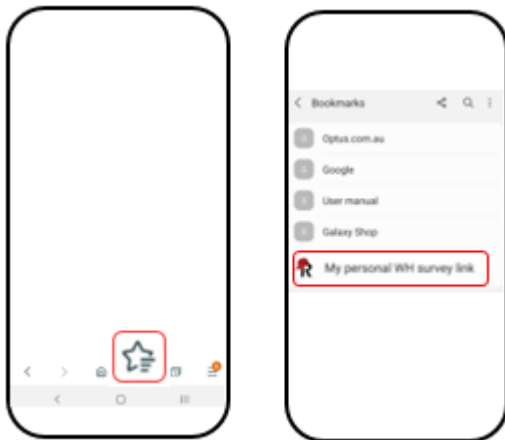 Bookmarks
Optus.com.au
Google
User manual
Galaxy Shop
My personal WH survey link